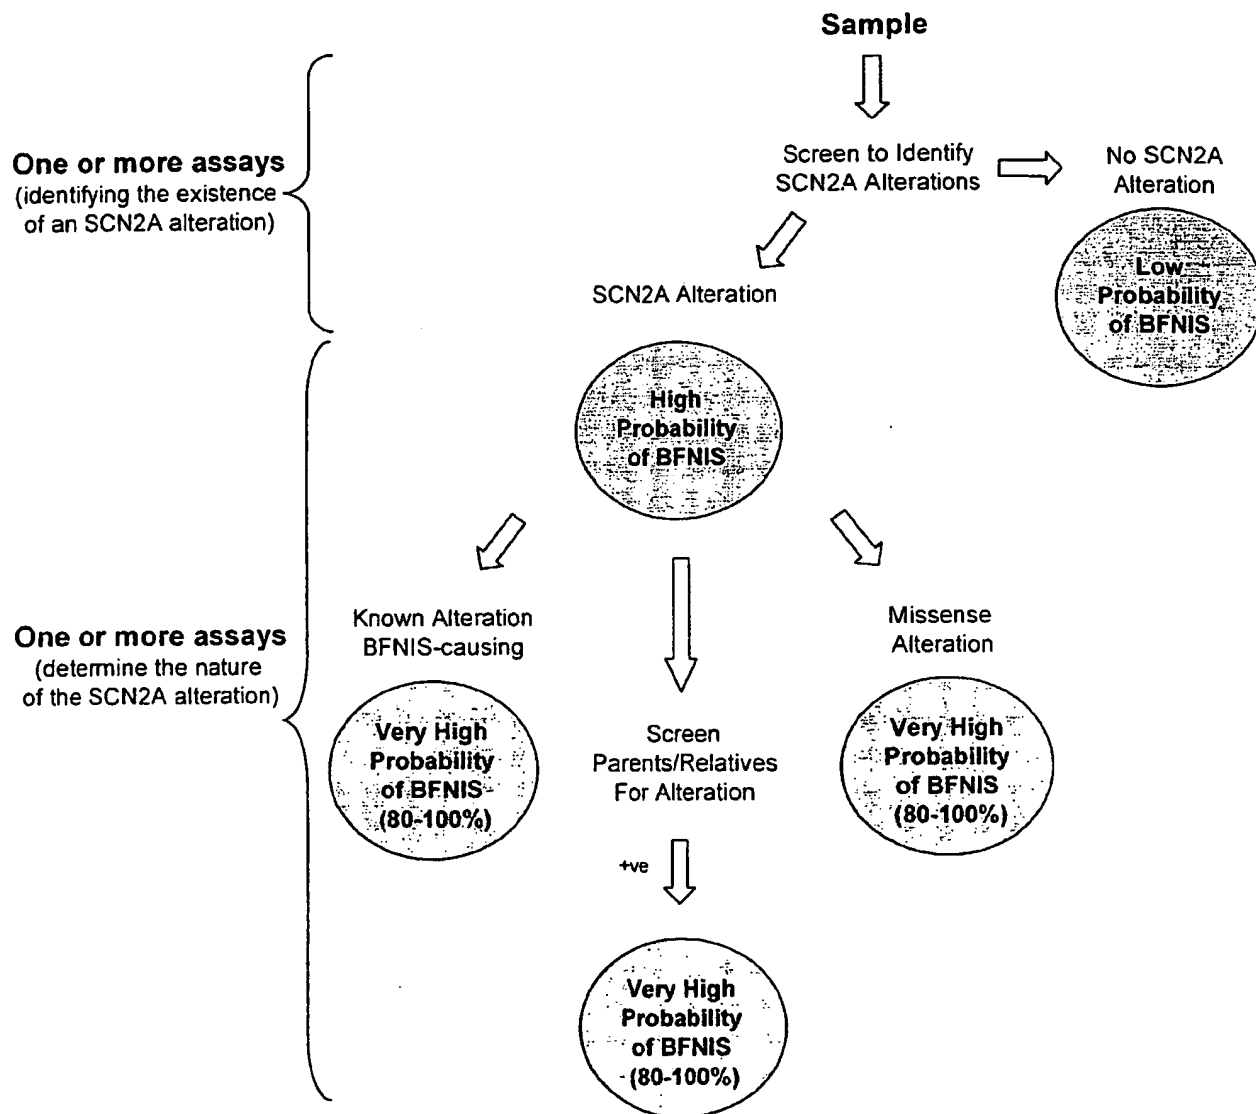 Sample
Screen to Identify
SCN2A Alterations
No SCN2A
Alteration
Low
Probability
of BFNIS
One or more assays
(identifying the existence
of an SCN2A alteration)
SCN2A Alteration
High
Probability
of BFNIS
One or more assays
(determine the nature
of the SCN2A alteration)
Known Alteration
BFNIS-causing
Very High
Probability
of BFNIS
(80-100%)
Screen
Parents/Relatives
For Alteration
+ve
Very High
Probability
of BFNIS
(80-100%)
Missense
Alteration
Very High
Probability
of BFNIS
(80-100%)